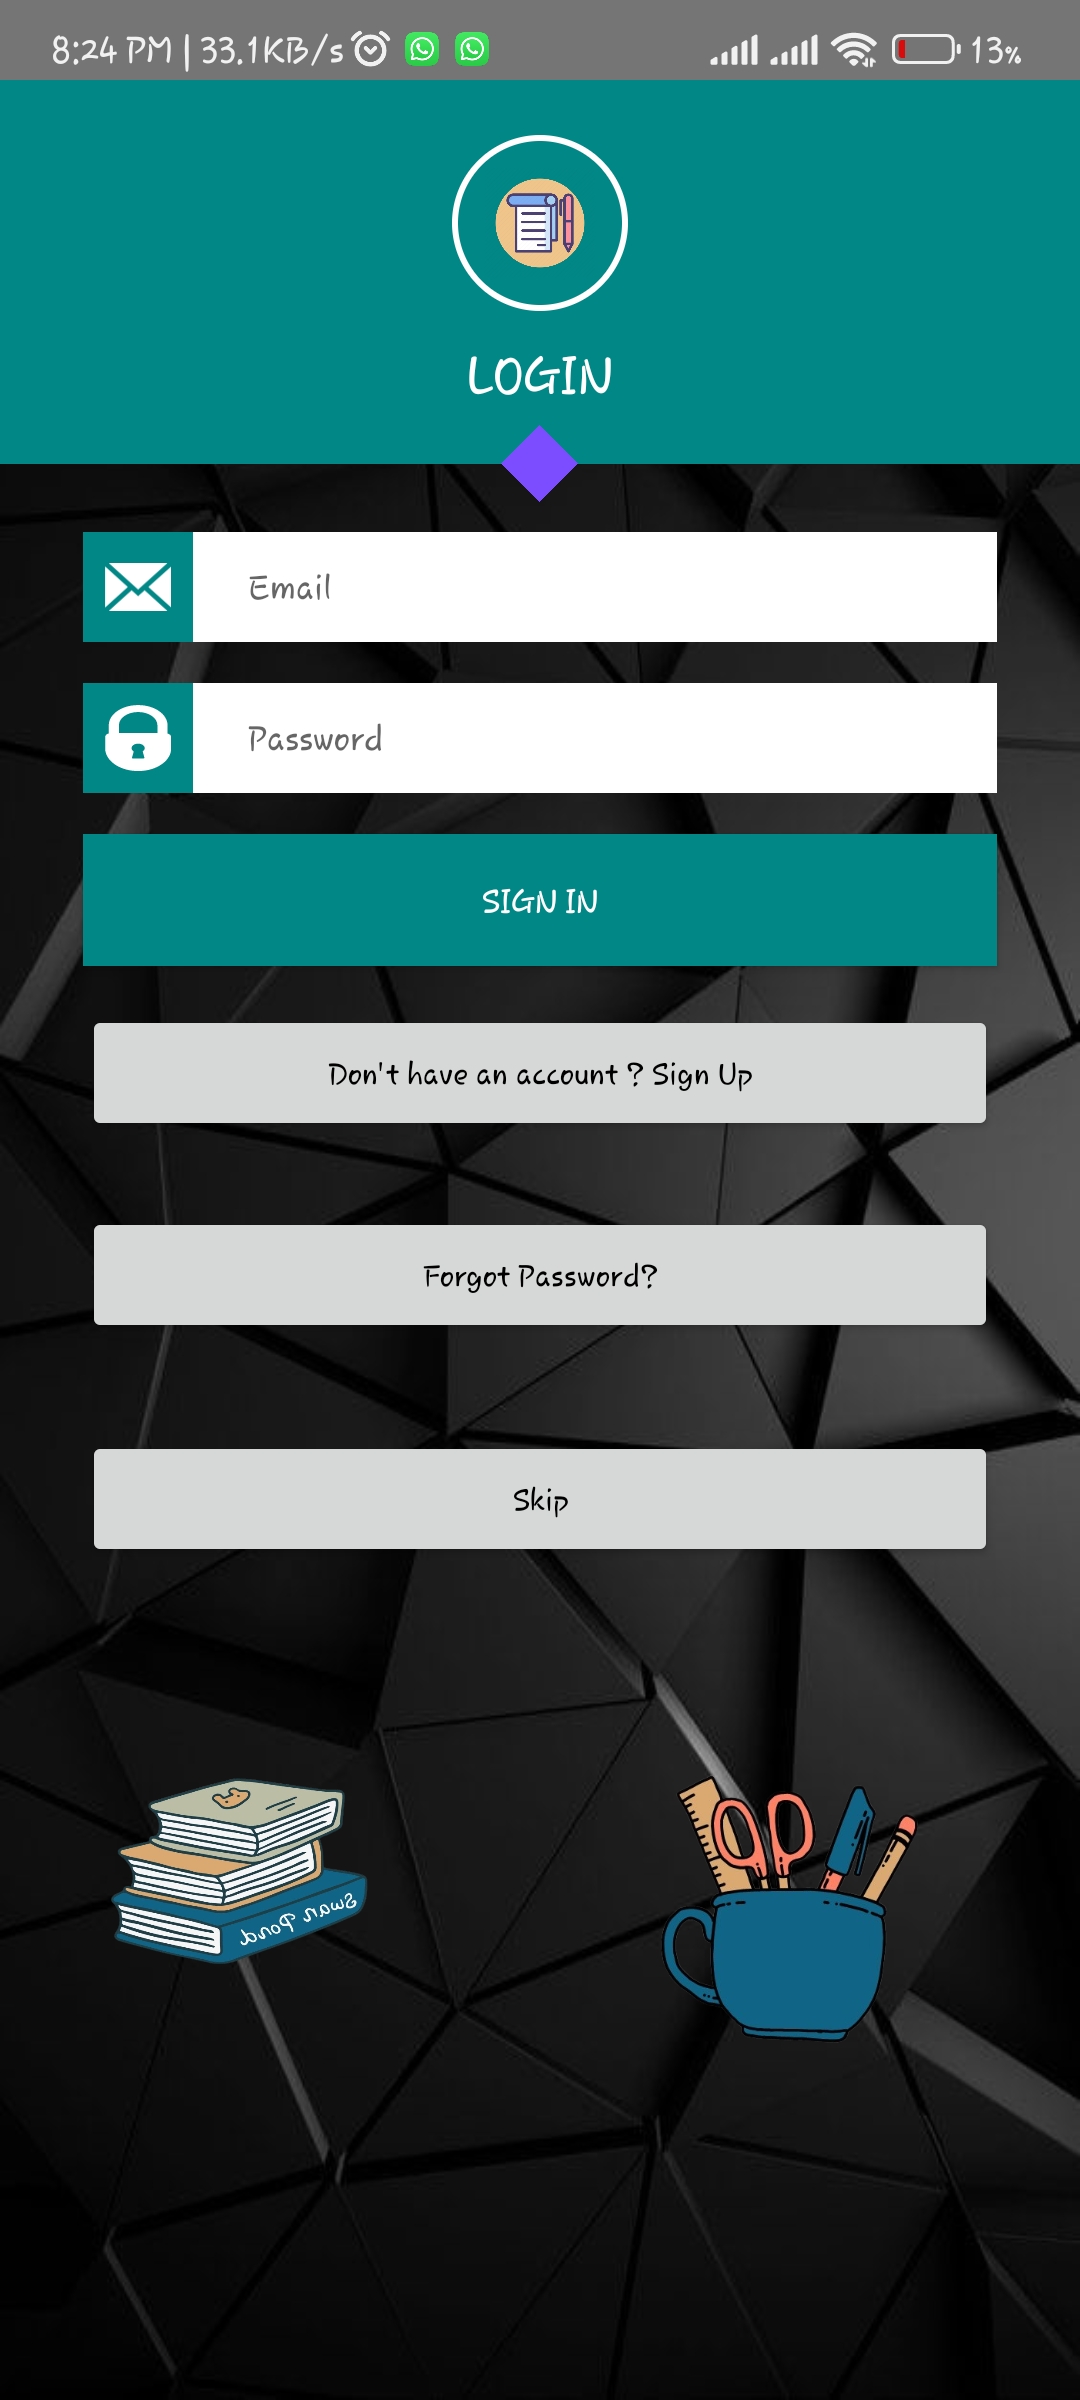 8:24 PM | 33.1KB/s 13%
LOGIN
Email
Password
SIGN IN
Don't have an account ? Sign Up
Forgot Password?
Skip
Swan Pond